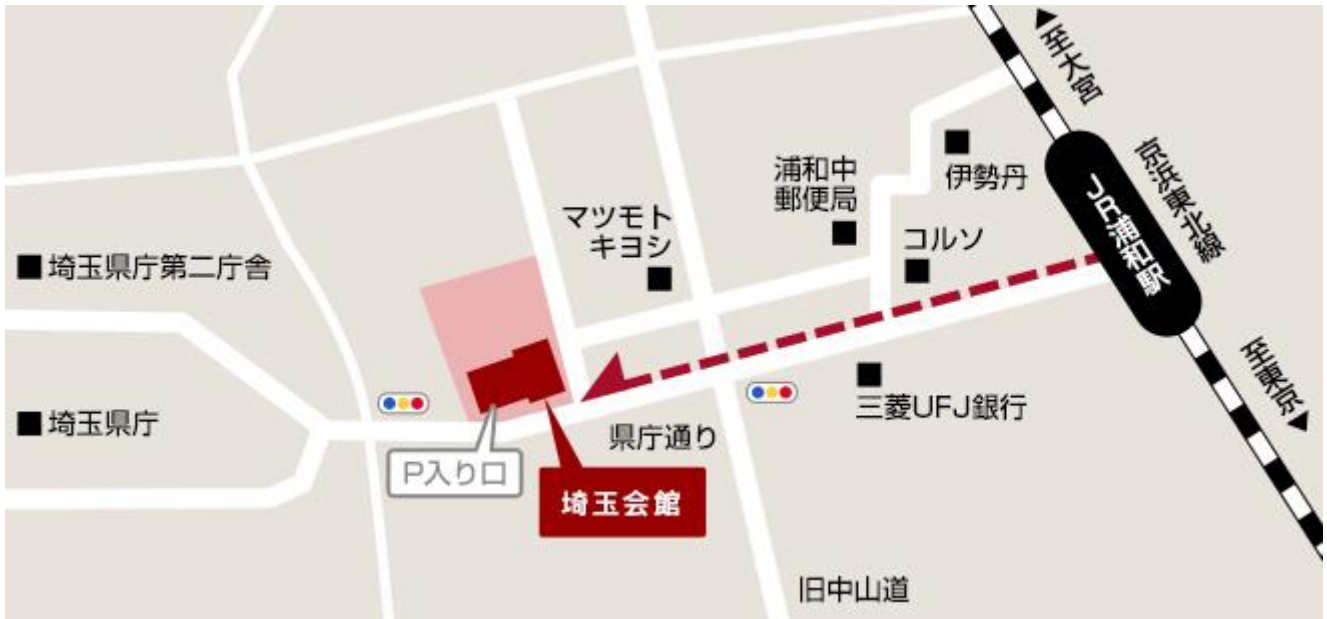 至大宮
京浜東北線
JR浦和駅
至東京
伊勢丹
浦和中
郵便局
コルソ
マツモト
キヨシ
埼玉県庁第二庁舎
三菱UFJ銀行
埼玉県庁
県庁通り
P入り口
埼玉会館
旧中山道